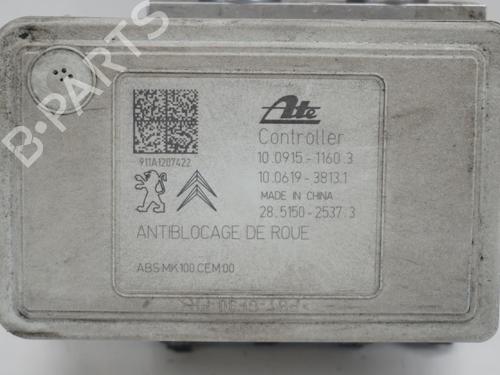 B-PARTS
Ate
Controller
10.0915-1160.3
10.0619-3813.1
MADE IN CHINA
28.5150-2537.3
911A1207422
ANTIBLOCAGE DE ROUE
ABS MK100 CEM:00